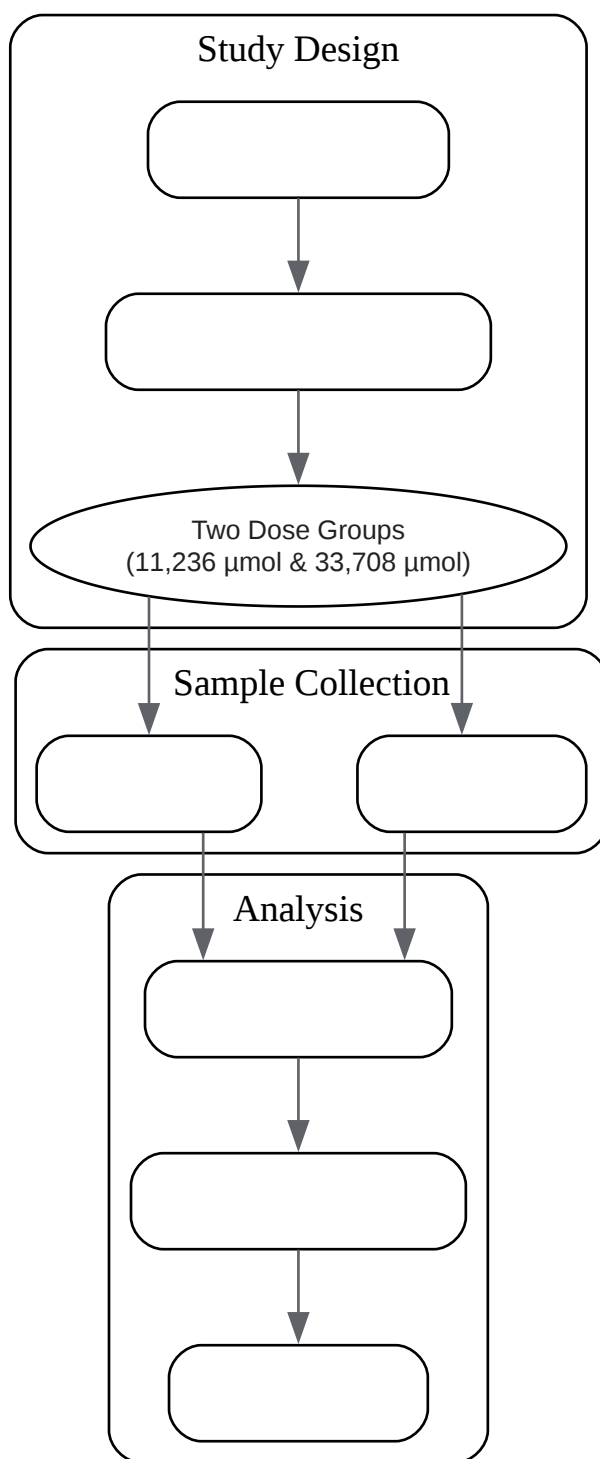 Study Design
Two Dose Groups
(11,236 µmol & 33,708 µmol)
Sample Collection
Analysis